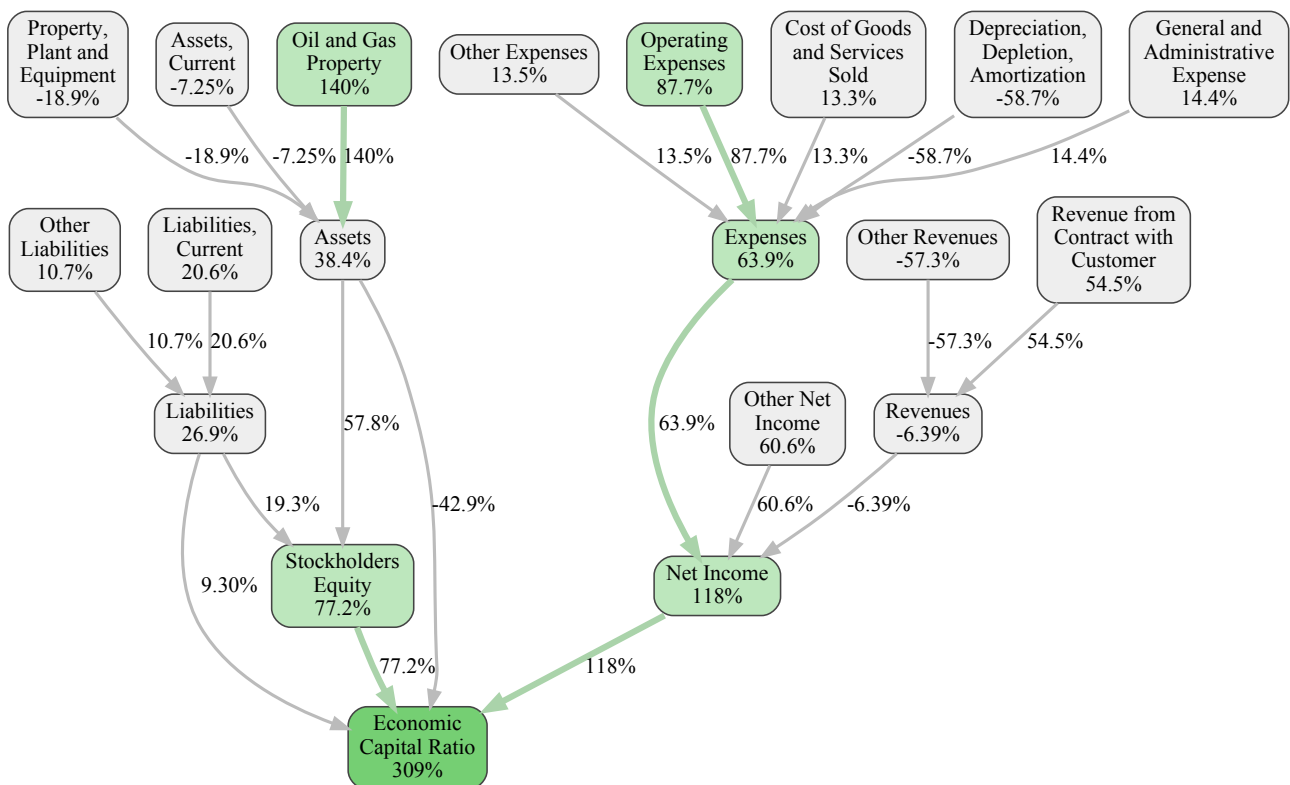 Property,
Plant and
Equipment
-18.9%
Assets,
Current
-7.25%
Oil and Gas
Property
140%
Other Expenses
13.5%
Operating
Expenses
87.7%
Cost of Goods
and Services
Sold
13.3%
Depreciation,
Depletion,
Amortization
-58.7%
General and
Administrative
Expense
14.4%
-18.9%
-7.25%
140%
13.5%
87.7%
13.3%
-58.7%
14.4%
Other
Liabilities
10.7%
Liabilities,
Current
20.6%
Assets
38.4%
Expenses
63.9%
Other Revenues
-57.3%
Revenue from
Contract with
Customer
54.5%
10.7%
20.6%
-57.3%
54.5%
Liabilities
26.9%
57.8%
63.9%
Other Net
Income
60.6%
Revenues
-6.39%
19.3%
-42.9%
60.6%
-6.39%
9.30%
Stockholders
Equity
77.2%
Net Income
118%
77.2%
118%
Economic
Capital Ratio
309%